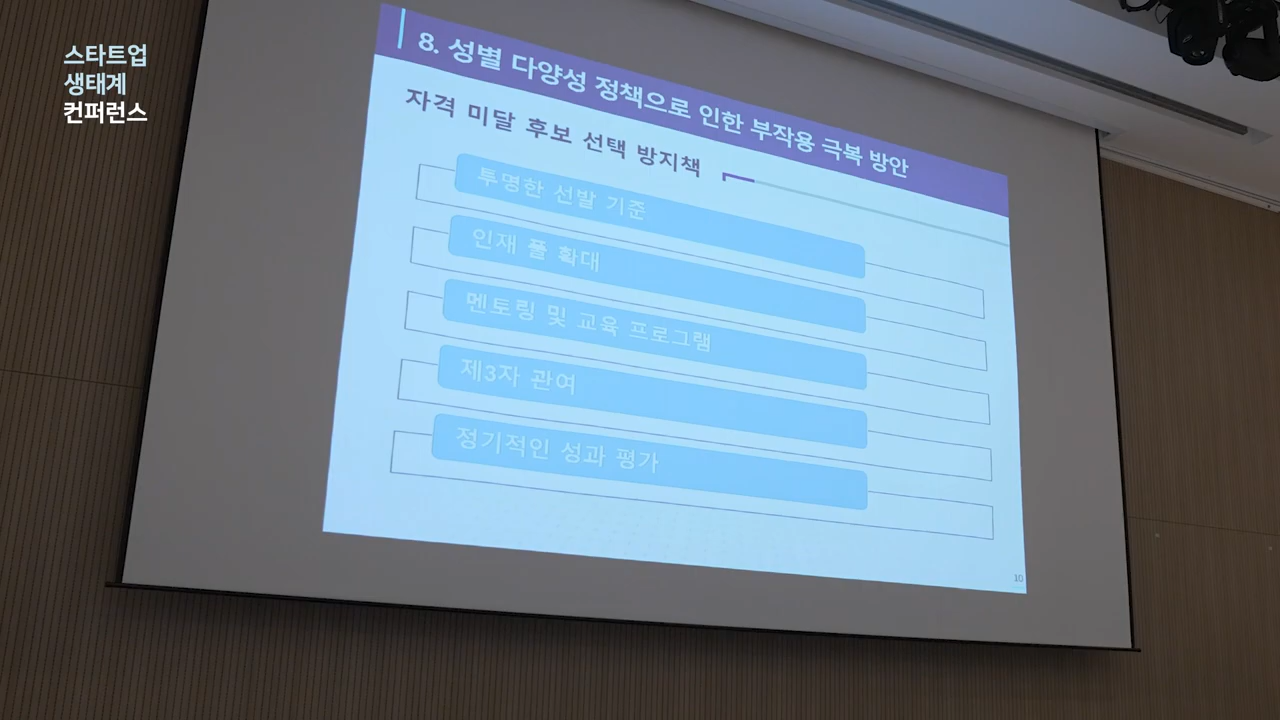 스타트업
생태계
컨퍼런스
8. 성별 다양성 정책으로 인한 부작용 극복 방안
자격 미달 후보 선택 방지책
투명한 선발 기준
인재 풀 확대
멘토링 및 교육 프로그램
제3자 관여
정기적인 성과 평가
10